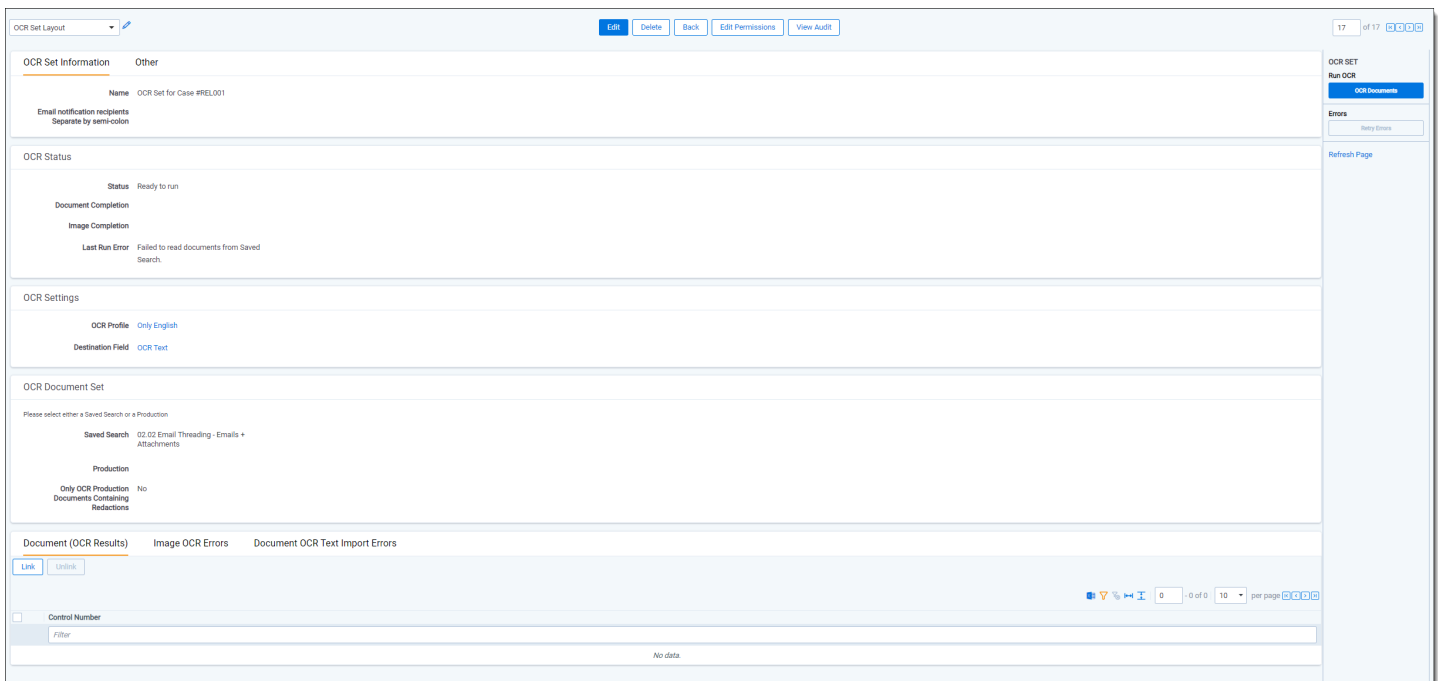 OCR Set Layout
Edit Delete Back Edit Permissions View Audit
17 of 17
OCR Set Information Other
Name OCR Set for Case #REL001
Email notification recipients
Separate by semi-colon
OCR SET
Run OCR
OCR Documents
Errors
Retry Errors
Refresh Page
OCR Status
Status Ready to run
Document Completion
Image Completion
Last Run Error Failed to read documents from Saved
Search.
OCR Settings
OCR Profile Only English
Destination Field OCR Text
OCR Document Set
Please select either a Saved Search or a Production
Saved Search 02.02 Email Threading - Emails +
Attachments
Production
Only OCR Production No
Documents Containing
Redactions
Document (OCR Results) Image OCR Errors Document OCR Text Import Errors
Link Unlink
0 - 0 of 0 10 per page
Control Number
Filter
No data.